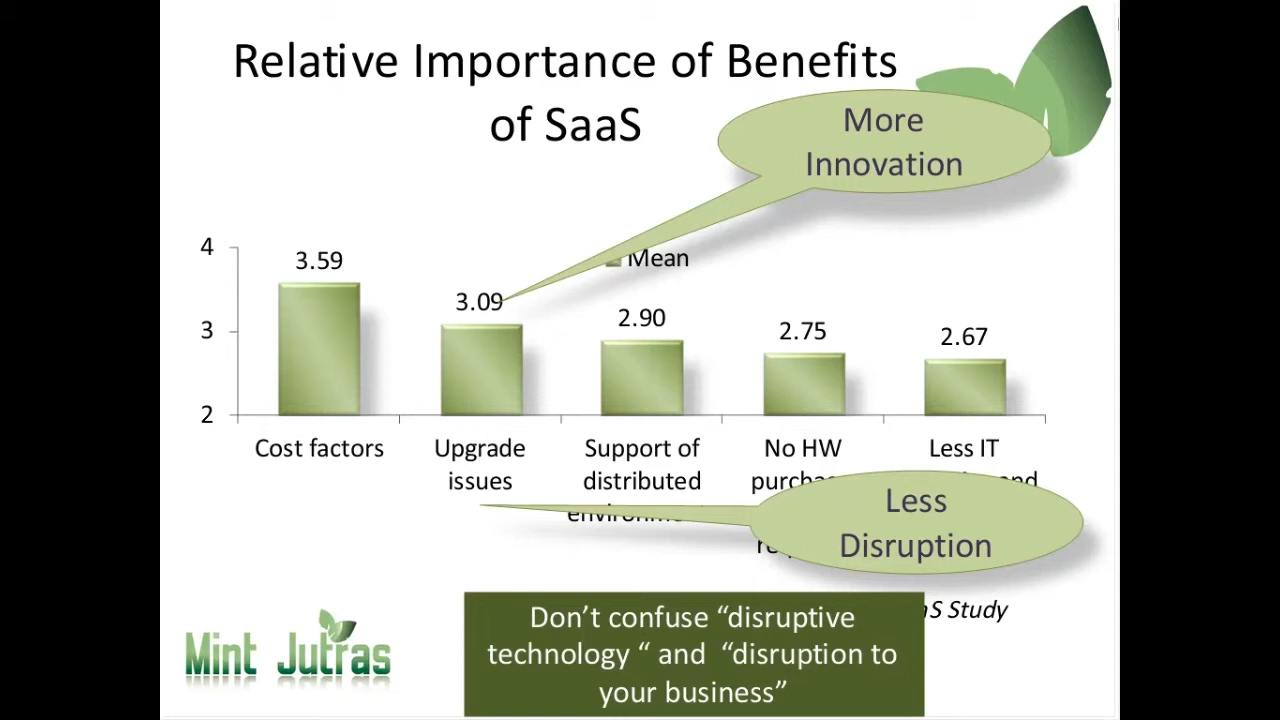 Relative Importance of Benefits
of SaaS
More
Innovation
4
3
2
Mean
3.59
3.09
2.90
2.75
2.67
Cost factors
Upgrade
issues
Support of
distributed
No HW
Less IT
Less
Disruption
Study
Don’t confuse “disruptive
technology “ and “disruption to
your business”
Mint Jutras